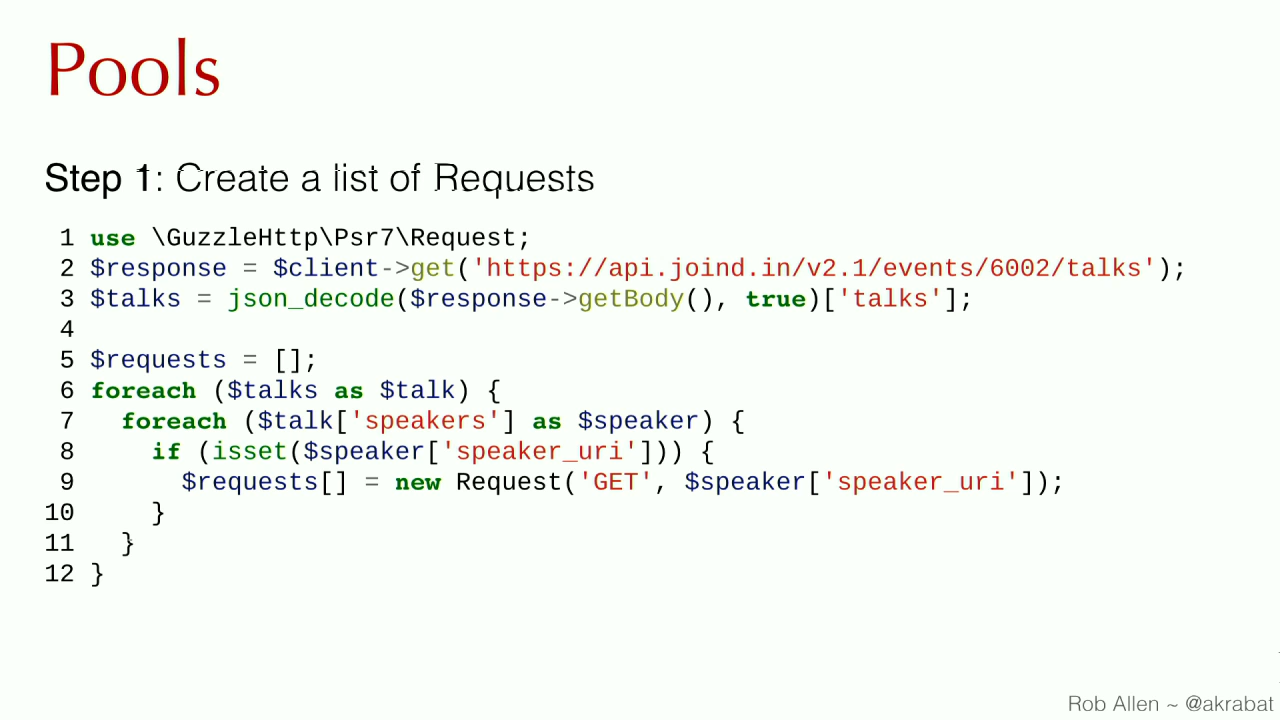 Pools
Step 1: Create a list of Requests
1 use \GuzzleHttp\Psr7\Request;
2 $response = $client->get('https://api.joind.in/v2.1/events/6002/talks');
3 $talks = json_decode($response->getBody(), true)['talks'];
4
5 $requests = [];
6 foreach ($talks as $talk) {
7   foreach ($talk['speakers'] as $speaker) {
8     if (isset($speaker['speaker_uri'])) {
9       $requests[] = new Request('GET', $speaker['speaker_uri']);
10     }
11   }
12 }
Rob Allen ~ @akrabat